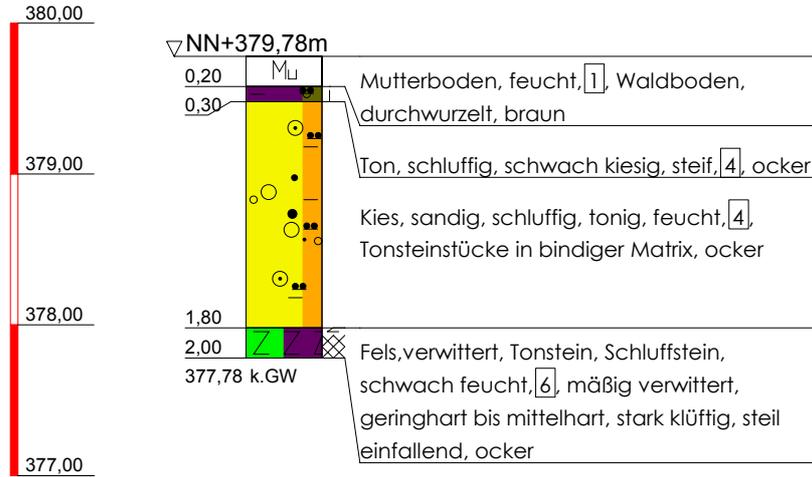 380,00
NN+379,78m
Mu
0,20
Mutterboden, feucht, 1, Waldboden,
durchwurzelt, braun
0,30
379,00
Ton, schluffig, schwach kiesig, steif, 4, ocker
Kies, sandig, schluffig, tonig, feucht, 4,
Tonsteinstücke in bindiger Matrix, ocker
378,00
1,80
Z Z Z
2,00
Fels,verwittert, Tonstein, Schluffstein,
377,78 k.GW
schwach feucht, 6, mäßig verwittert,
geringhart bis mittelhart, stark klüftig, steil
einfallend, ocker
377,00